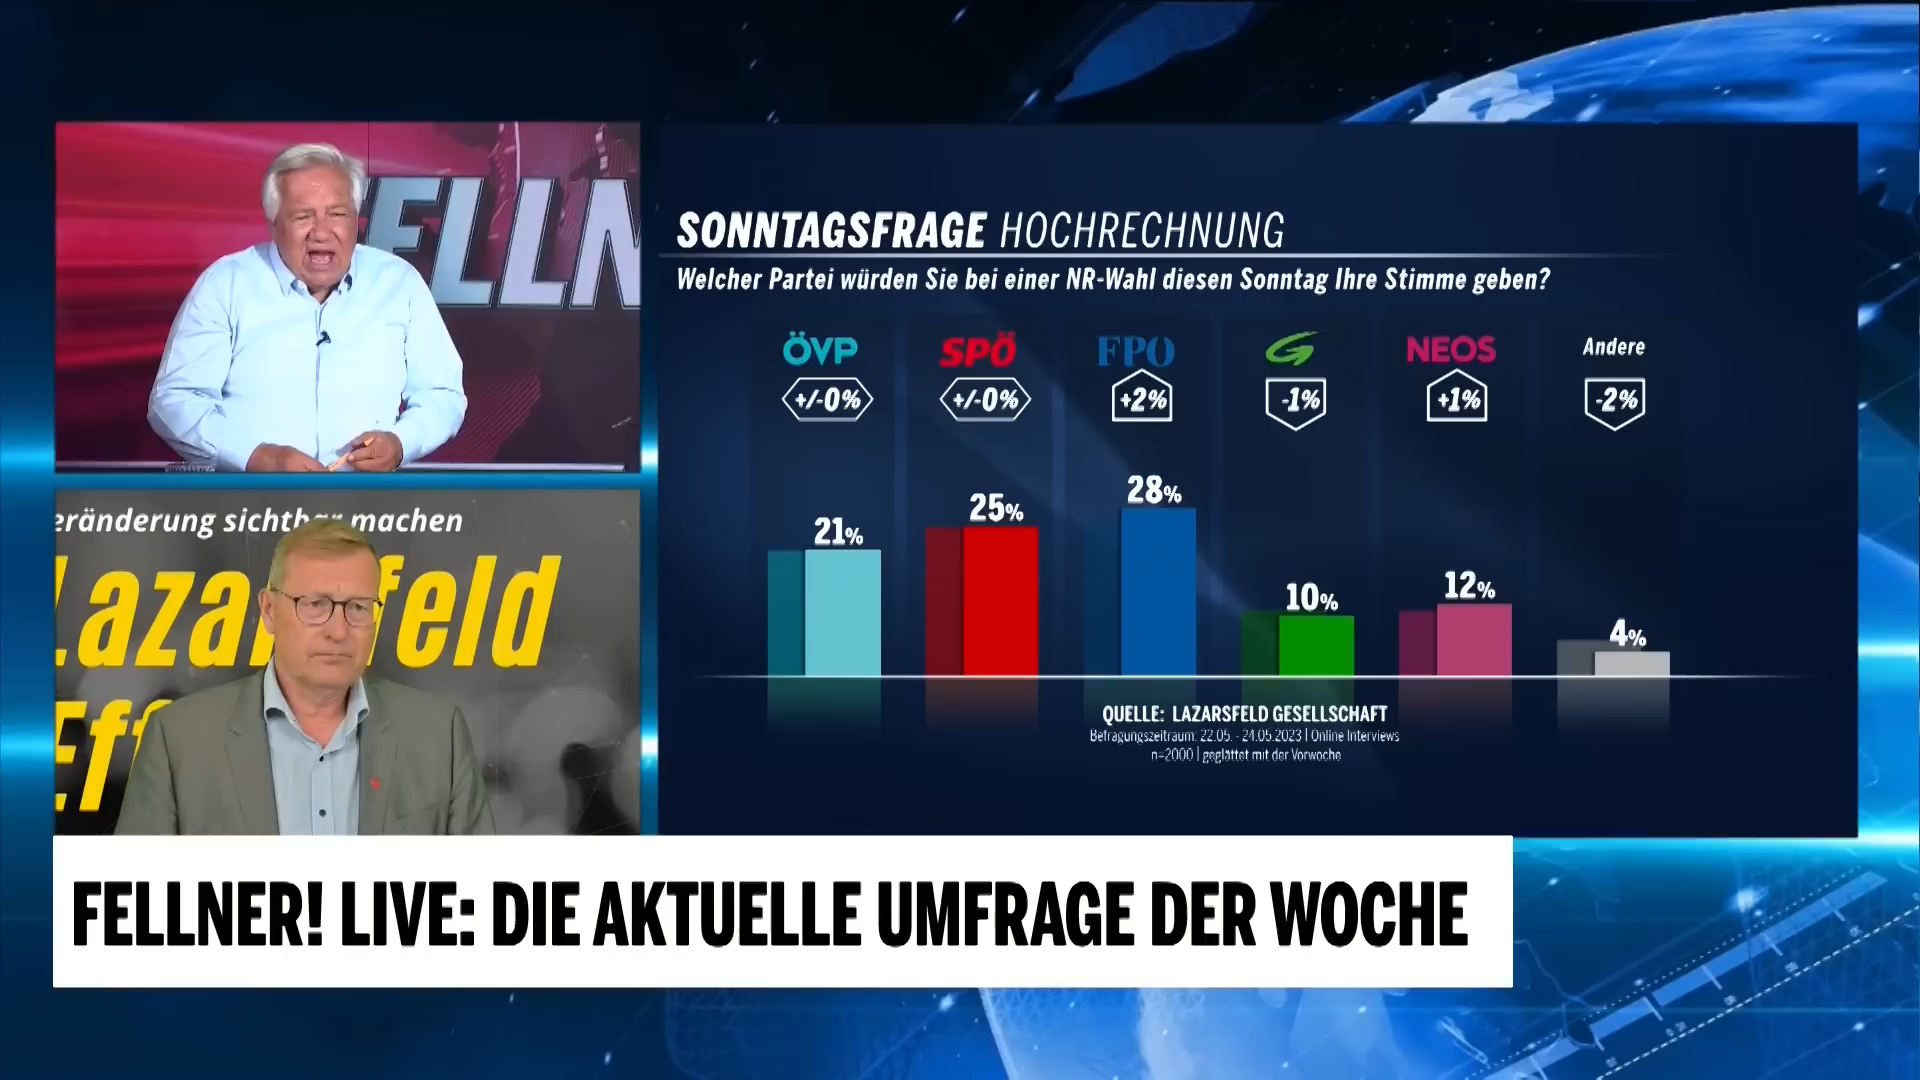 FELLN
eränderung sichtbar machen
Lazarsfeld
Eff
SONNTAGSFRAGE HOCHRECHNUNG
Welcher Partei würden Sie bei einer NR-Wahl diesen Sonntag Ihre Stimme geben?
ÖVP SPÖ FPÖ G NEOS Andere
+/-0% +/-0% +2% -1% +1% -2%
21% 25% 28% 10% 12% 4%
QUELLE: LAZARSFELD GESELLSCHAFT
Befragungszeitraum: 22.05. - 24.05.2023 | Online Interviews
n=2000 | geglättet mit der Vorwoche
FELLNER! LIVE: DIE AKTUELLE UMFRAGE DER WOCHE